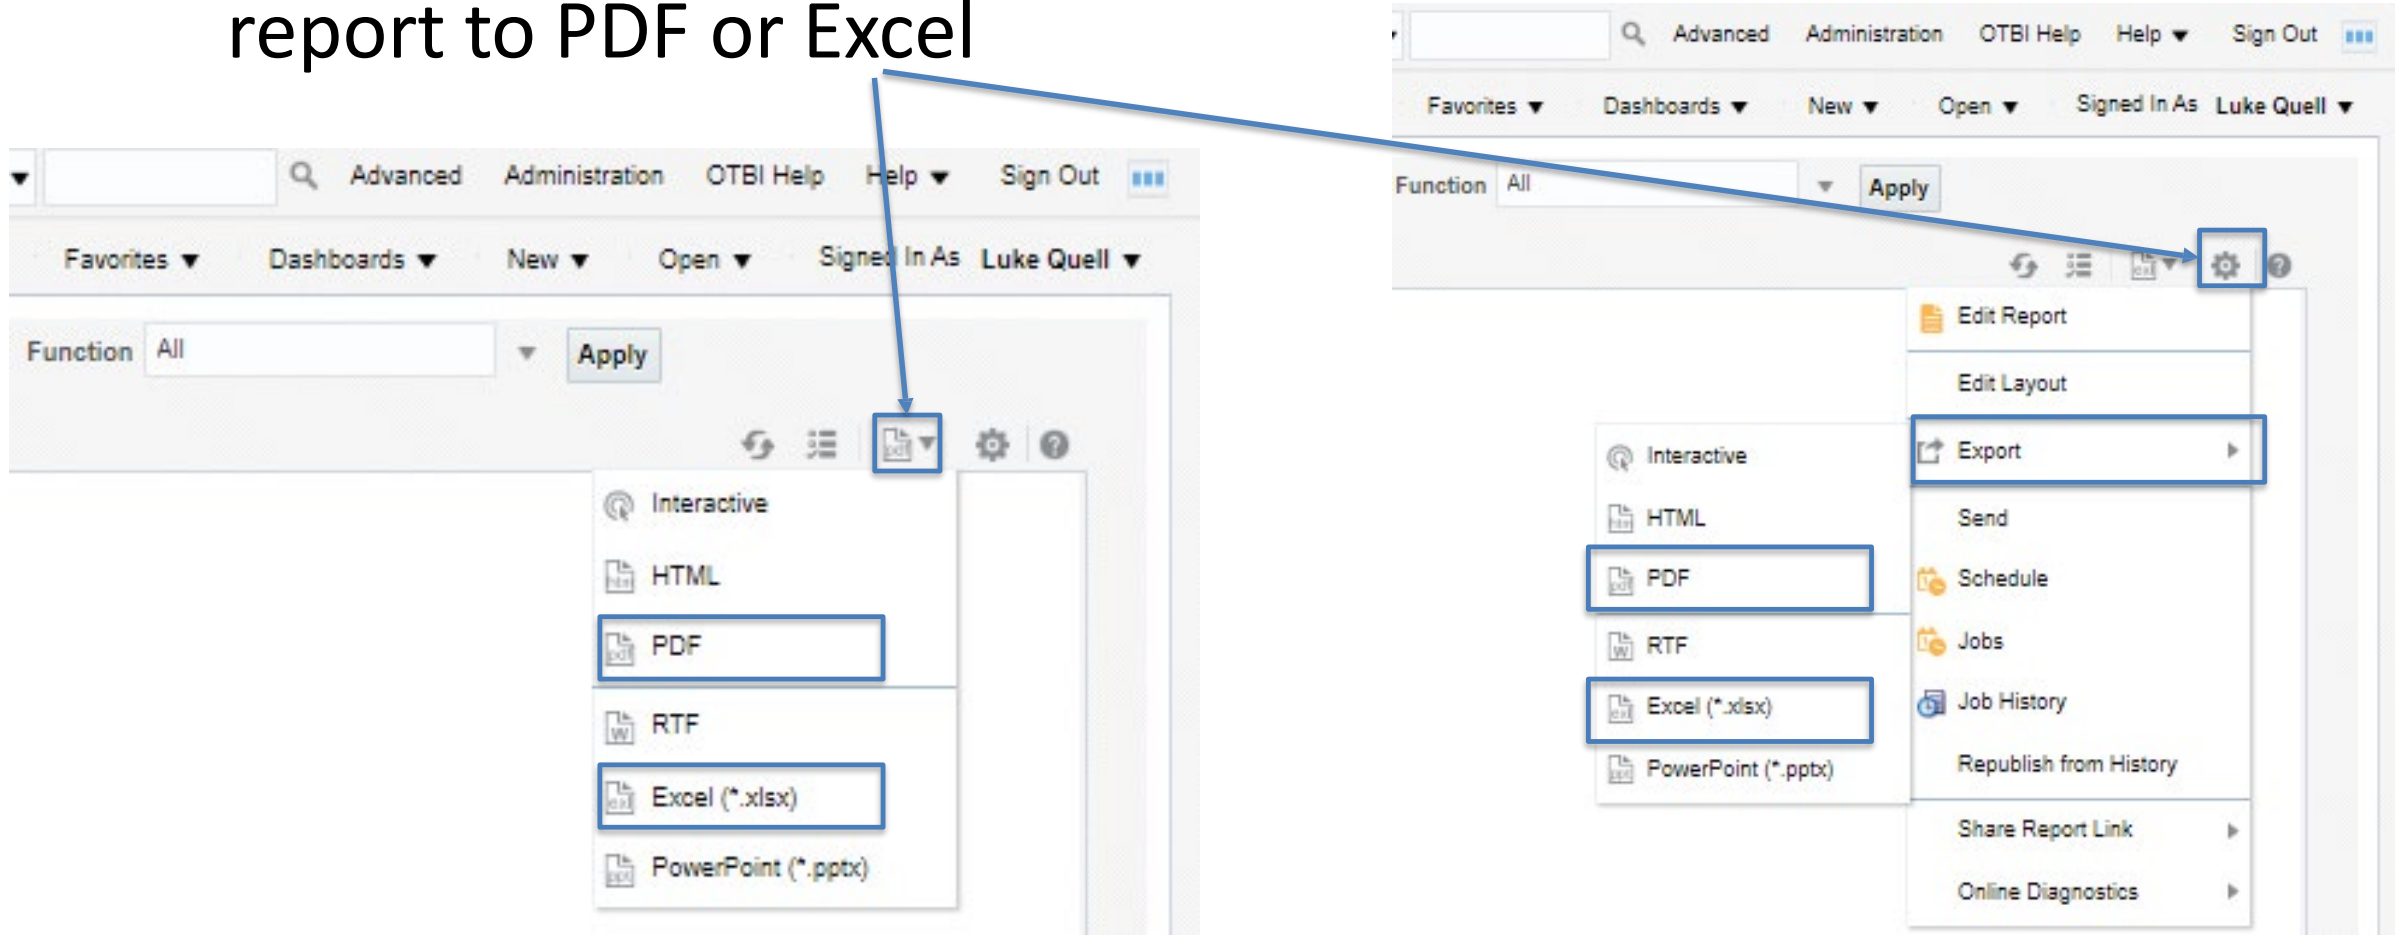 report to PDF or Excel
Advanced Administration OTBI Help Help Sign Out
Favorites Dashboards New Open Signed In As Luke Quell
Function All Apply
Interactive
HTML
PDF
RTF
Excel (*.xlsx)
PowerPoint (*.pptx)
Advanced Administration OTBI Help Help Sign Out
Favorites Dashboards New Open Signed In As Luke Quell
Function All Apply
Edit Report
Edit Layout
Export
Send
Schedule
Jobs
Job History
Republish from History
Share Report Link
Online Diagnostics
Interactive
HTML
PDF
RTF
Excel (*.xlsx)
PowerPoint (*.pptx)